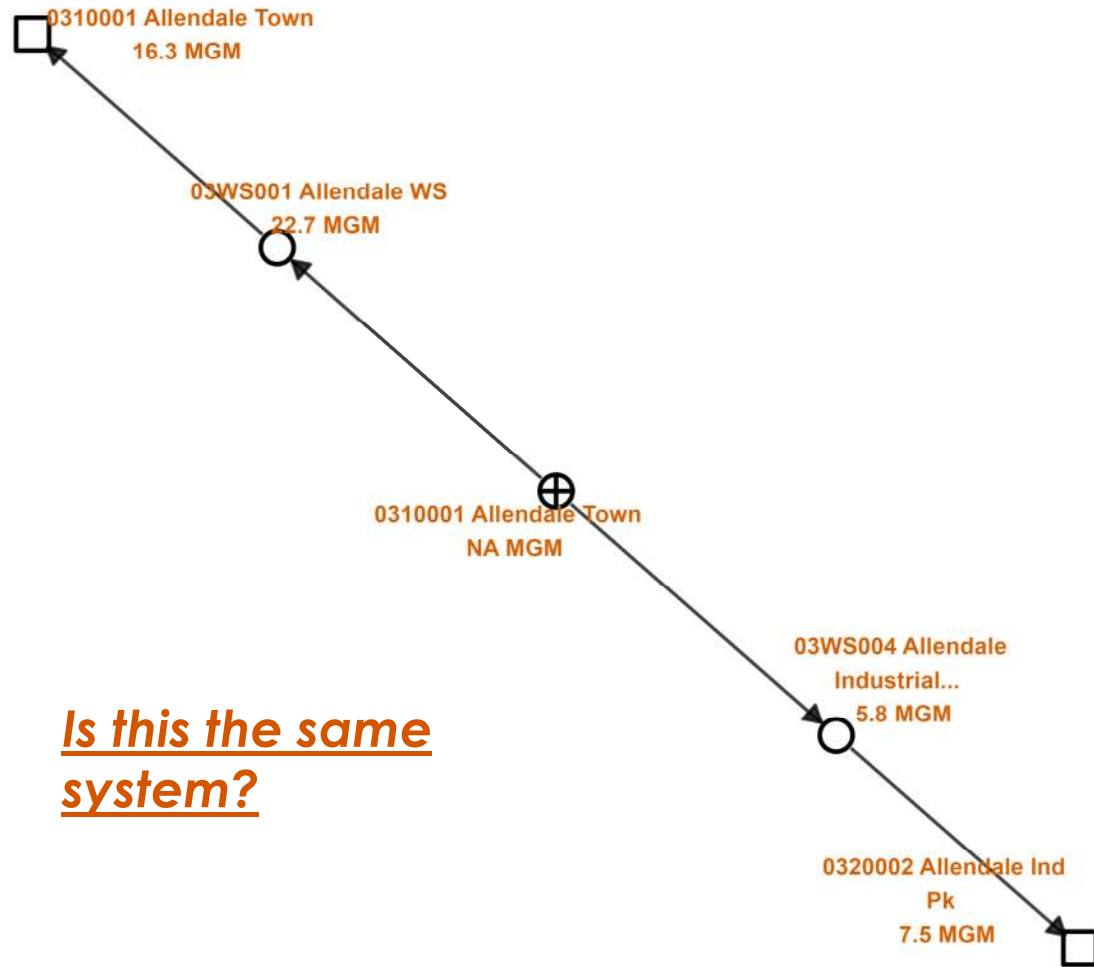 0310001 Allendale Town
16.3 MGM
03WS001 Allendale WS
22.7 MGM
0310001 Allendale Town
NA MGM
03WS004 Allendale
Industrial...
5.8 MGM
Is this the same
system?
0320002 Allendale Ind
Pk
7.5 MGM